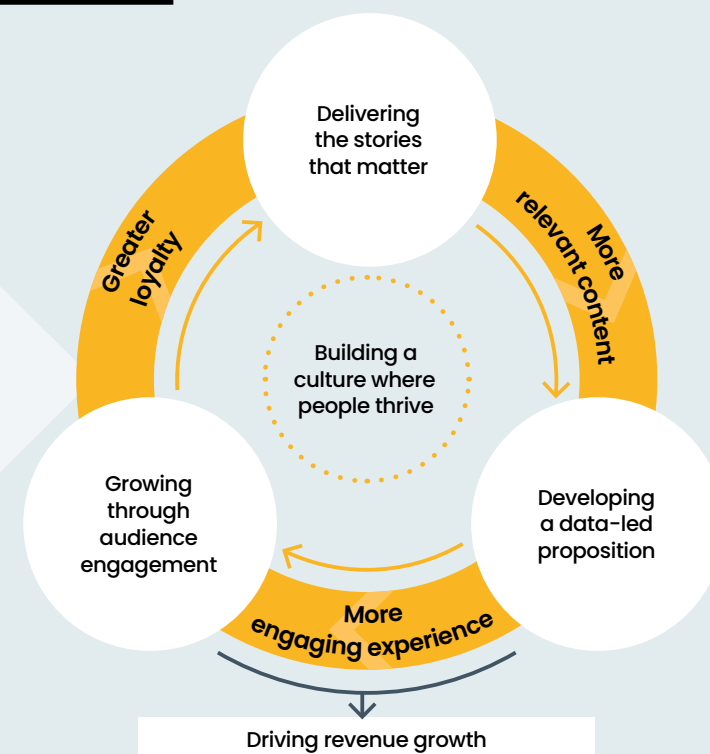 Delivering
the stories
that matter
More
relevant content
Developing
a data-led
proposition
More
engaging experience
Growing
through
audience
engagement
Greater
loyalty
Building a
culture where
people thrive
Driving revenue growth